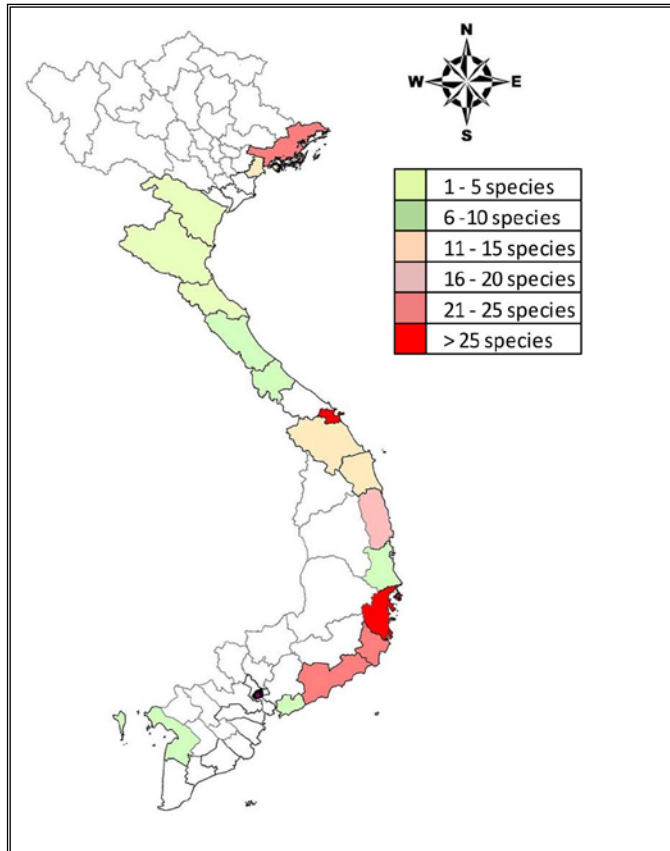 N
W E
S
1 - 5 species
6 -10 species
11 - 15 species
16 - 20 species
21 - 25 species
> 25 species